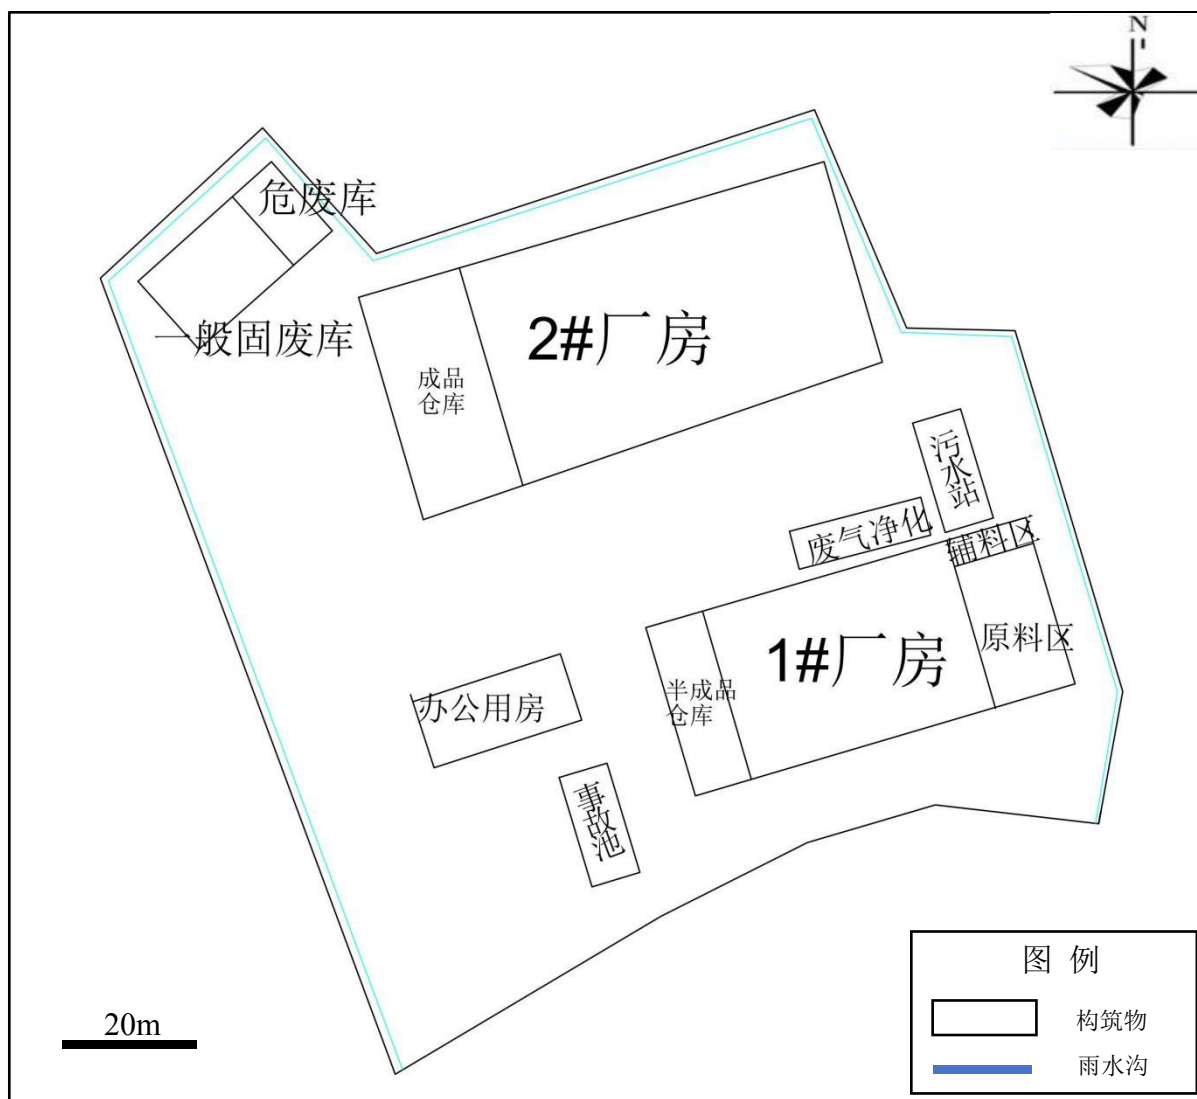 N
危废库
一般固废库
2#厂房
成品
仓库
污水站
废气净化
辅料区
原料区
1#厂房
半成品
仓库
办公用房
事故池
20m
图 例
构筑物
雨水沟